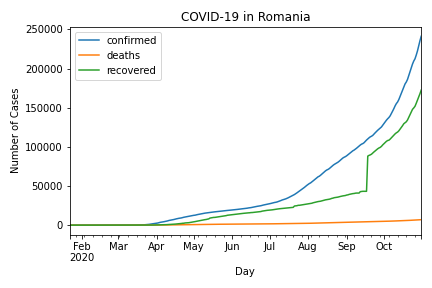 COVID-19 in Romania
confirmed
deaths
recovered
250000
200000
150000
100000
50000
0
Number of Cases
Feb Mar Apr May Jun Jul Aug Sep Oct
2020
Day